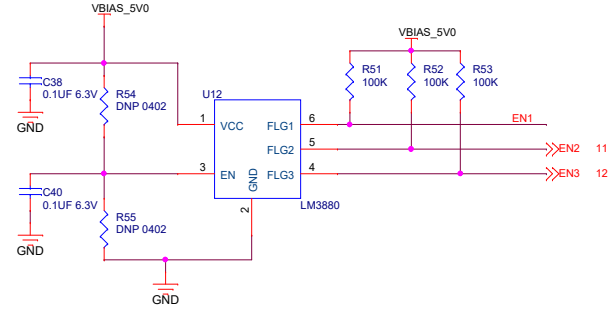 VBIAS_5V0
VBIAS_5V0
C38
0.1UF 6.3V
R54
DNP 0402
R51
100K
R52
100K
R53
100K
U12
GND
1
VCC
FLG1
6
EN1
FLG2
5
EN2
11
3
EN
FLG3
4
EN3
12
GND
2
LM3880
C40
0.1UF 6.3V
R55
DNP 0402
GND
GND